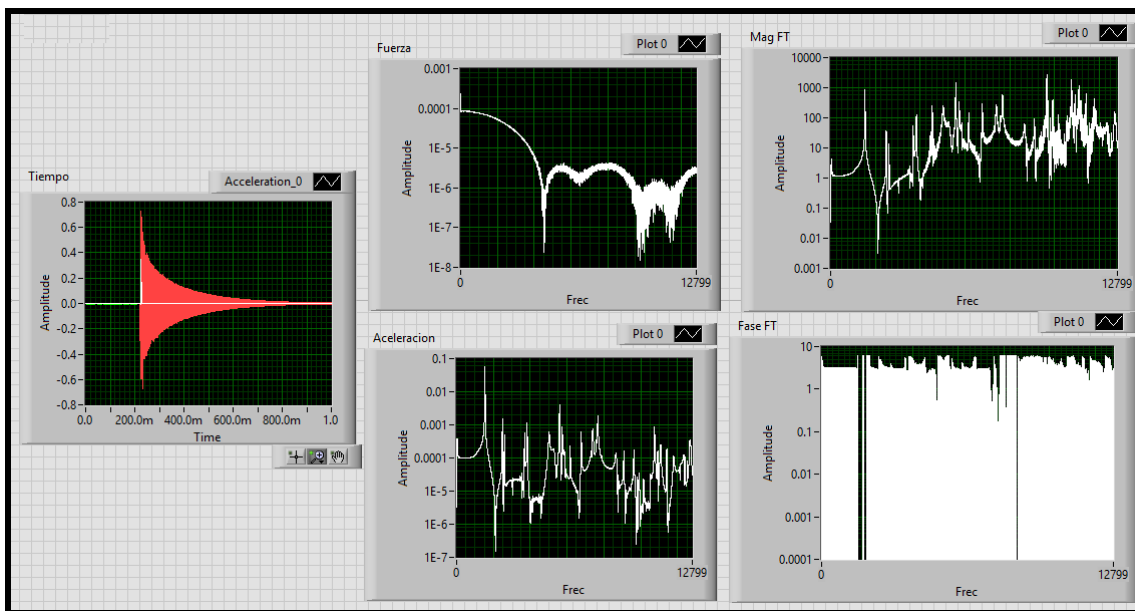 Tiempo
Acceleration_0
Amplitude
0.8
0.6
0.4
0.2
0.0
-0.2
-0.4
-0.6
-0.8
0.0
200.0m
400.0m
600.0m
800.0m
1.0
Time
Fuerza
Plot 0
Amplitude
0.001
0.0001
1E-5
1E-6
1E-7
1E-8
0
12799
Frec
Aceleracion
Plot 0
Amplitude
0.1
0.01
0.001
0.0001
1E-5
1E-6
1E-7
0
12799
Frec
Mag FT
Plot 0
Amplitude
10000
1000
100
10
1
0.1
0.01
0.001
0
12799
Frec
Fase FT
Plot 0
Amplitude
10
1
0.1
0.01
0.001
0.0001
0
12799
Frec